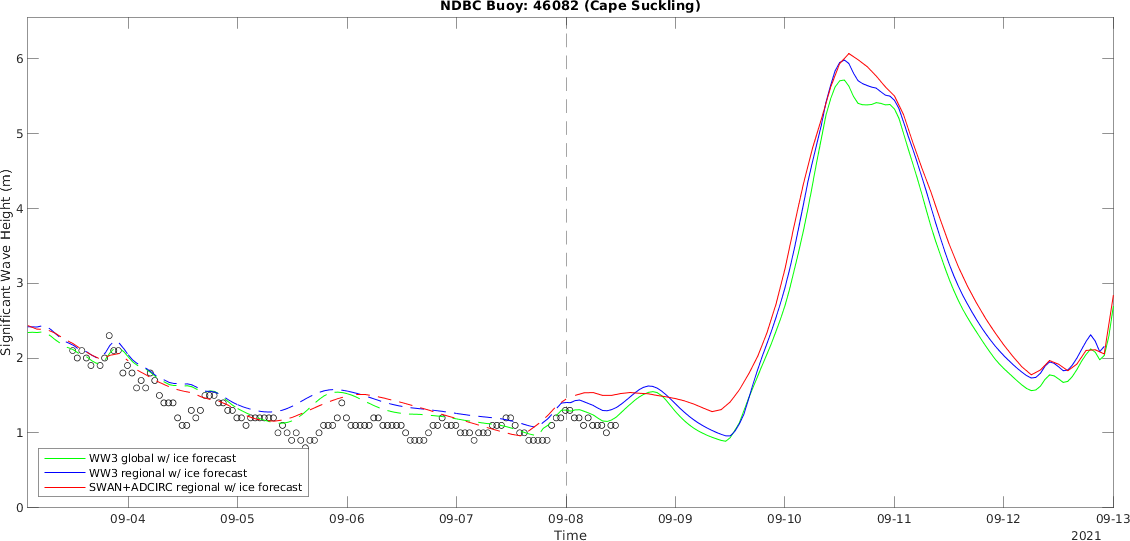 NDBC Buoy: 46082 (Cape Suckling)
6
5
4
3
2
1
0
Significant Wave Height (m)
WW3 global w/ ice forecast
WW3 regional w/ ice forecast
SWAN+ADCIRC regional w/ ice forecast
09-04 09-05 09-06 09-07 09-08 09-09 09-10 09-11 09-12 09-13
Time
2021